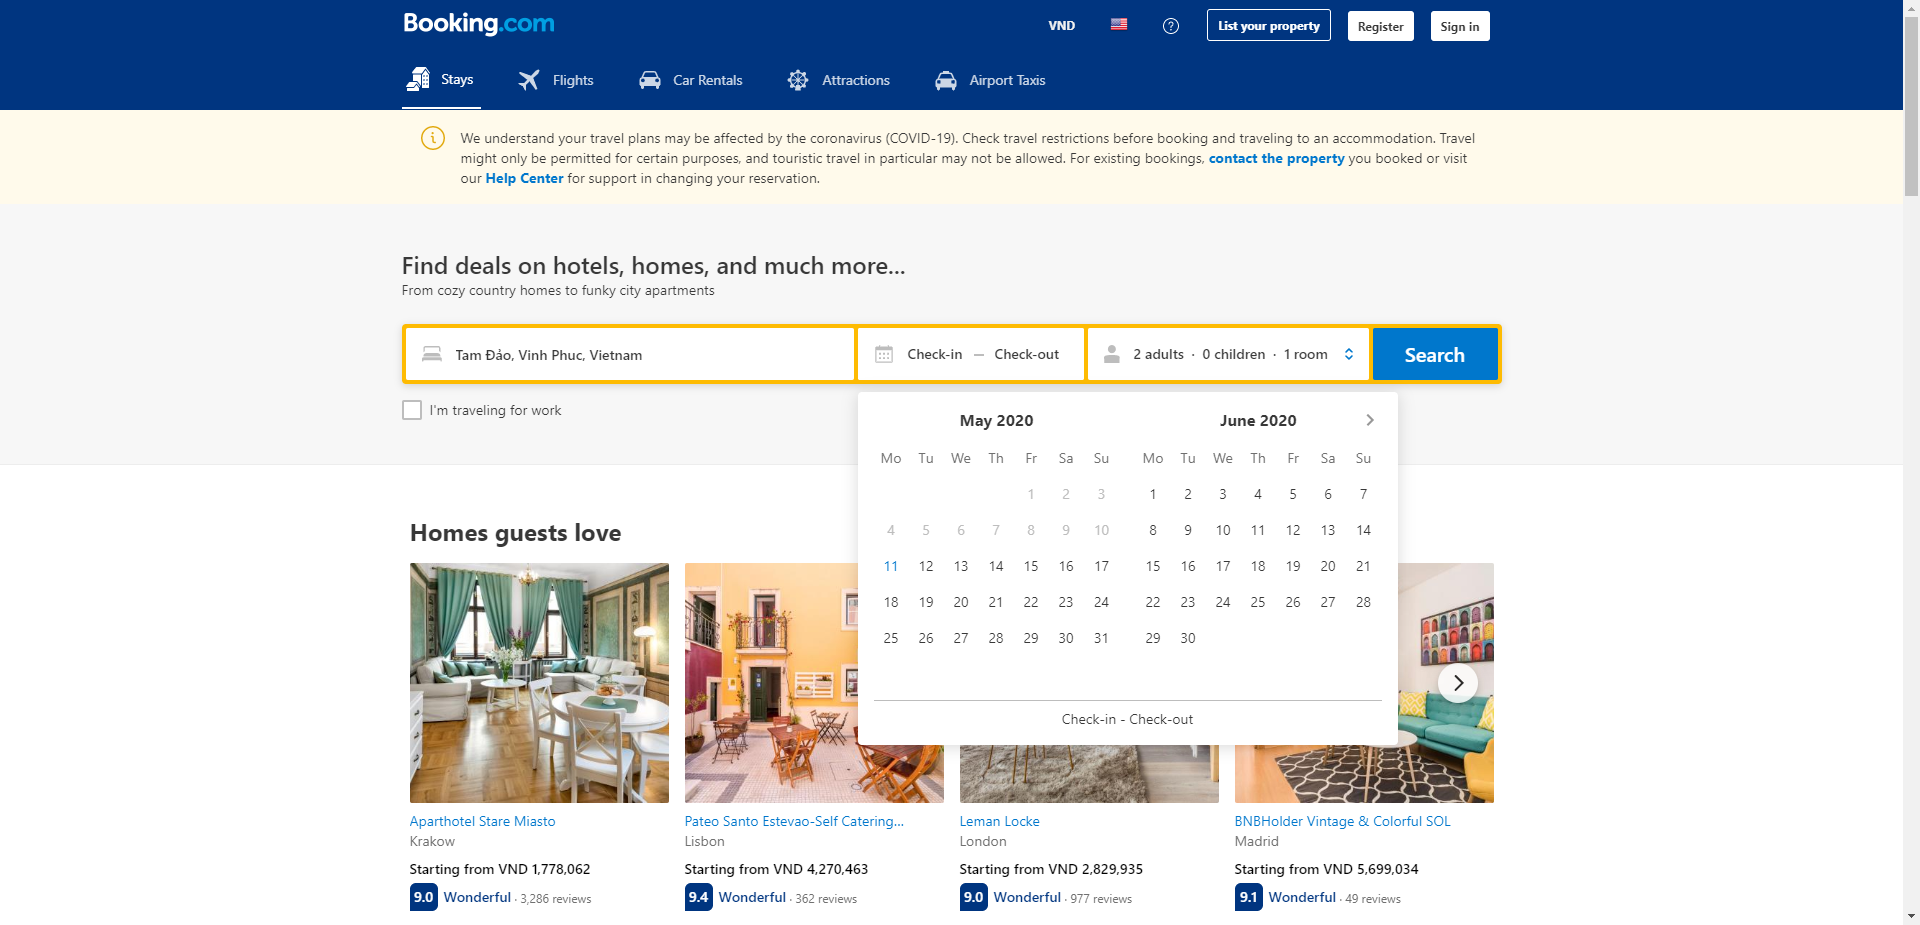 Booking.com
VND
List your property
Register
Sign in
Stays
Flights
Car Rentals
Attractions
Airport Taxis
We understand your travel plans may be affected by the coronavirus (COVID-19). Check travel restrictions before booking and traveling to an accommodation. Travel
might only be permitted for certain purposes, and touristic travel in particular may not be allowed. For existing bookings, contact the property you booked or visit
our Help Center for support in changing your reservation.
Find deals on hotels, homes, and much more...
From cozy country homes to funky city apartments
Tam Đảo, Vinh Phuc, Vietnam
Check-in — Check-out
2 adults · 0 children · 1 room
Search
I'm traveling for work
May 2020
Mo Tu We Th Fr Sa Su
1 2 3
4 5 6 7 8 9 10
11 12 13 14 15 16 17
18 19 20 21 22 23 24
25 26 27 28 29 30 31
June 2020
Mo Tu We Th Fr Sa Su
1 2 3 4 5 6 7
8 9 10 11 12 13 14
15 16 17 18 19 20 21
22 23 24 25 26 27 28
29 30
Check-in - Check-out
Homes guests love
Aparthotel Stare Miasto
Krakow
Starting from VND 1,778,062
9.0 Wonderful · 3,286 reviews
Pateo Santo Estevao-Self Catering...
Lisbon
Starting from VND 4,270,463
9.4 Wonderful · 362 reviews
Leman Locke
London
Starting from VND 2,829,935
9.0 Wonderful · 977 reviews
BNBHolder Vintage & Colorful SOL
Madrid
Starting from VND 5,699,034
9.1 Wonderful · 49 reviews